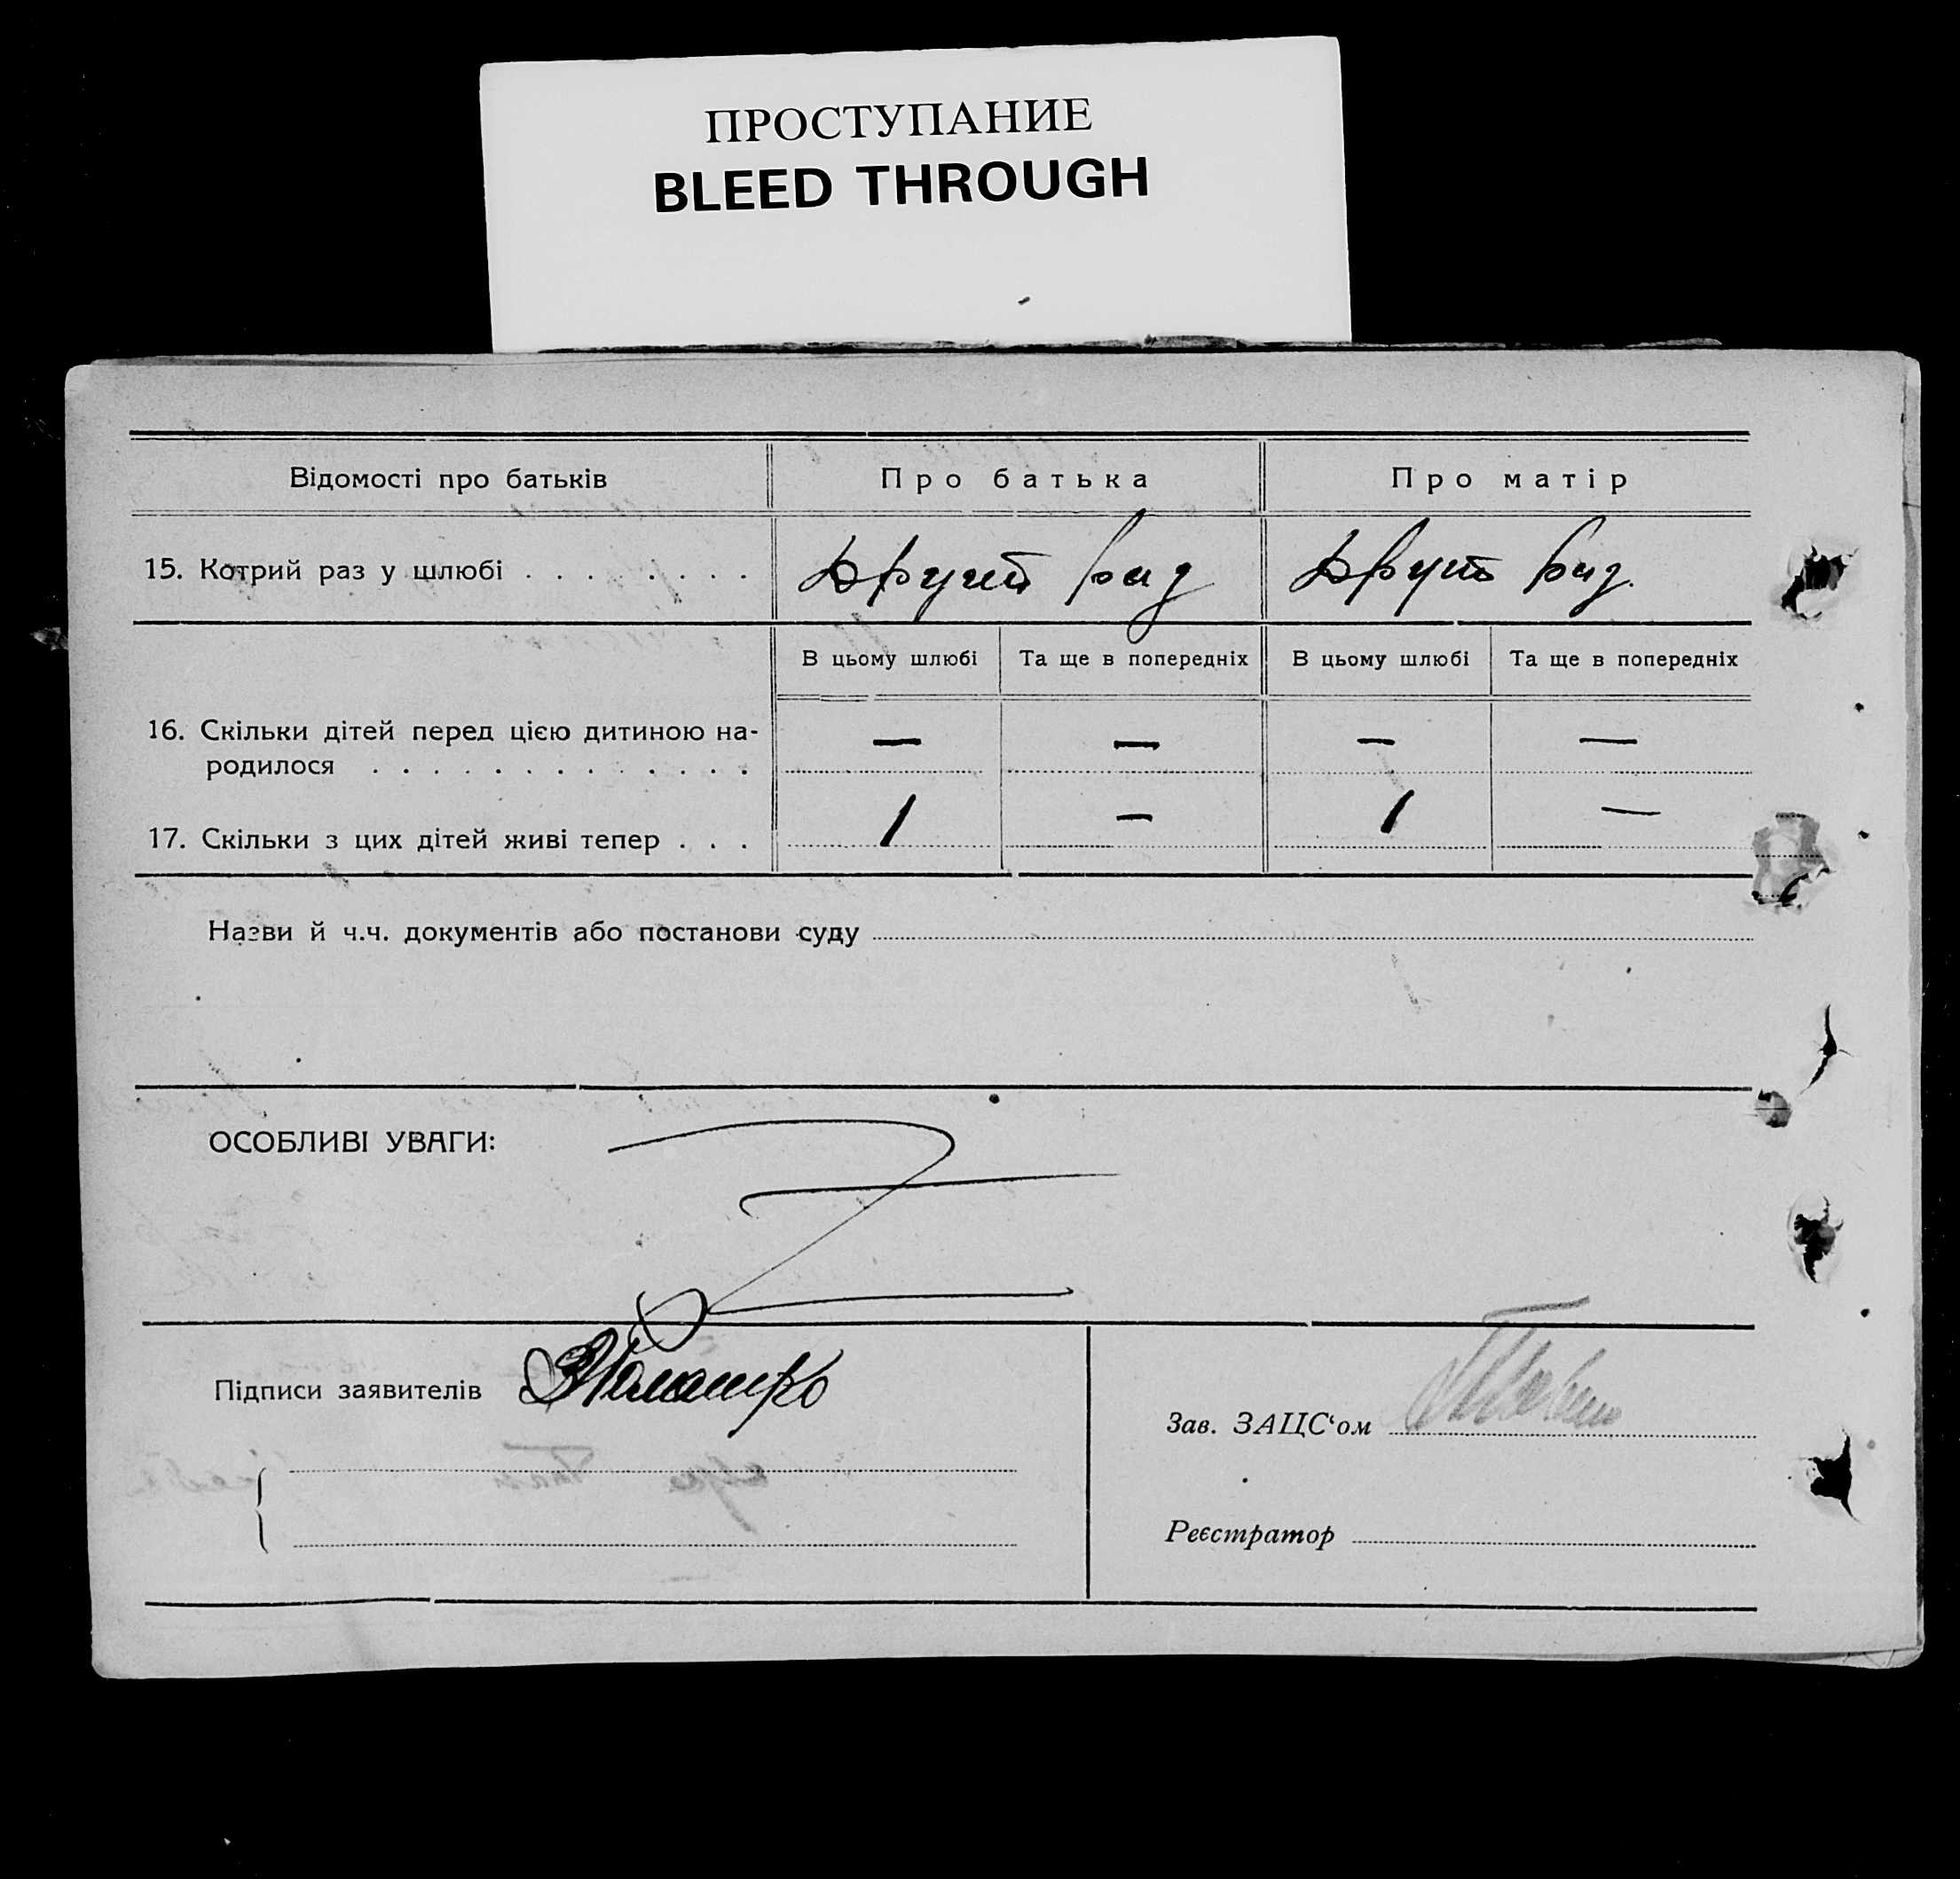 ПРОСТУПАНИЕ
BLEED THROUGH
Відомості про батьків Про батька Про матір
15. Котрий раз у шлюбі . . . . . . . . Другий раз Другий раз.
В цьому шлюбі Та ще в попередніх В цьому шлюбі Та ще в попередніх
16. Скільки дітей перед цією дитиною на-
родилося . . . . . . . . . . . . . — — — —
17. Скільки з цих дітей живі тепер . . . 1 — 1 —
Назви й ч.ч. документів або постанови суду
ОСОБЛИВІ УВАГИ:
Підписи заявителів
Зав. ЗАЦС‘ом
Реєстратор